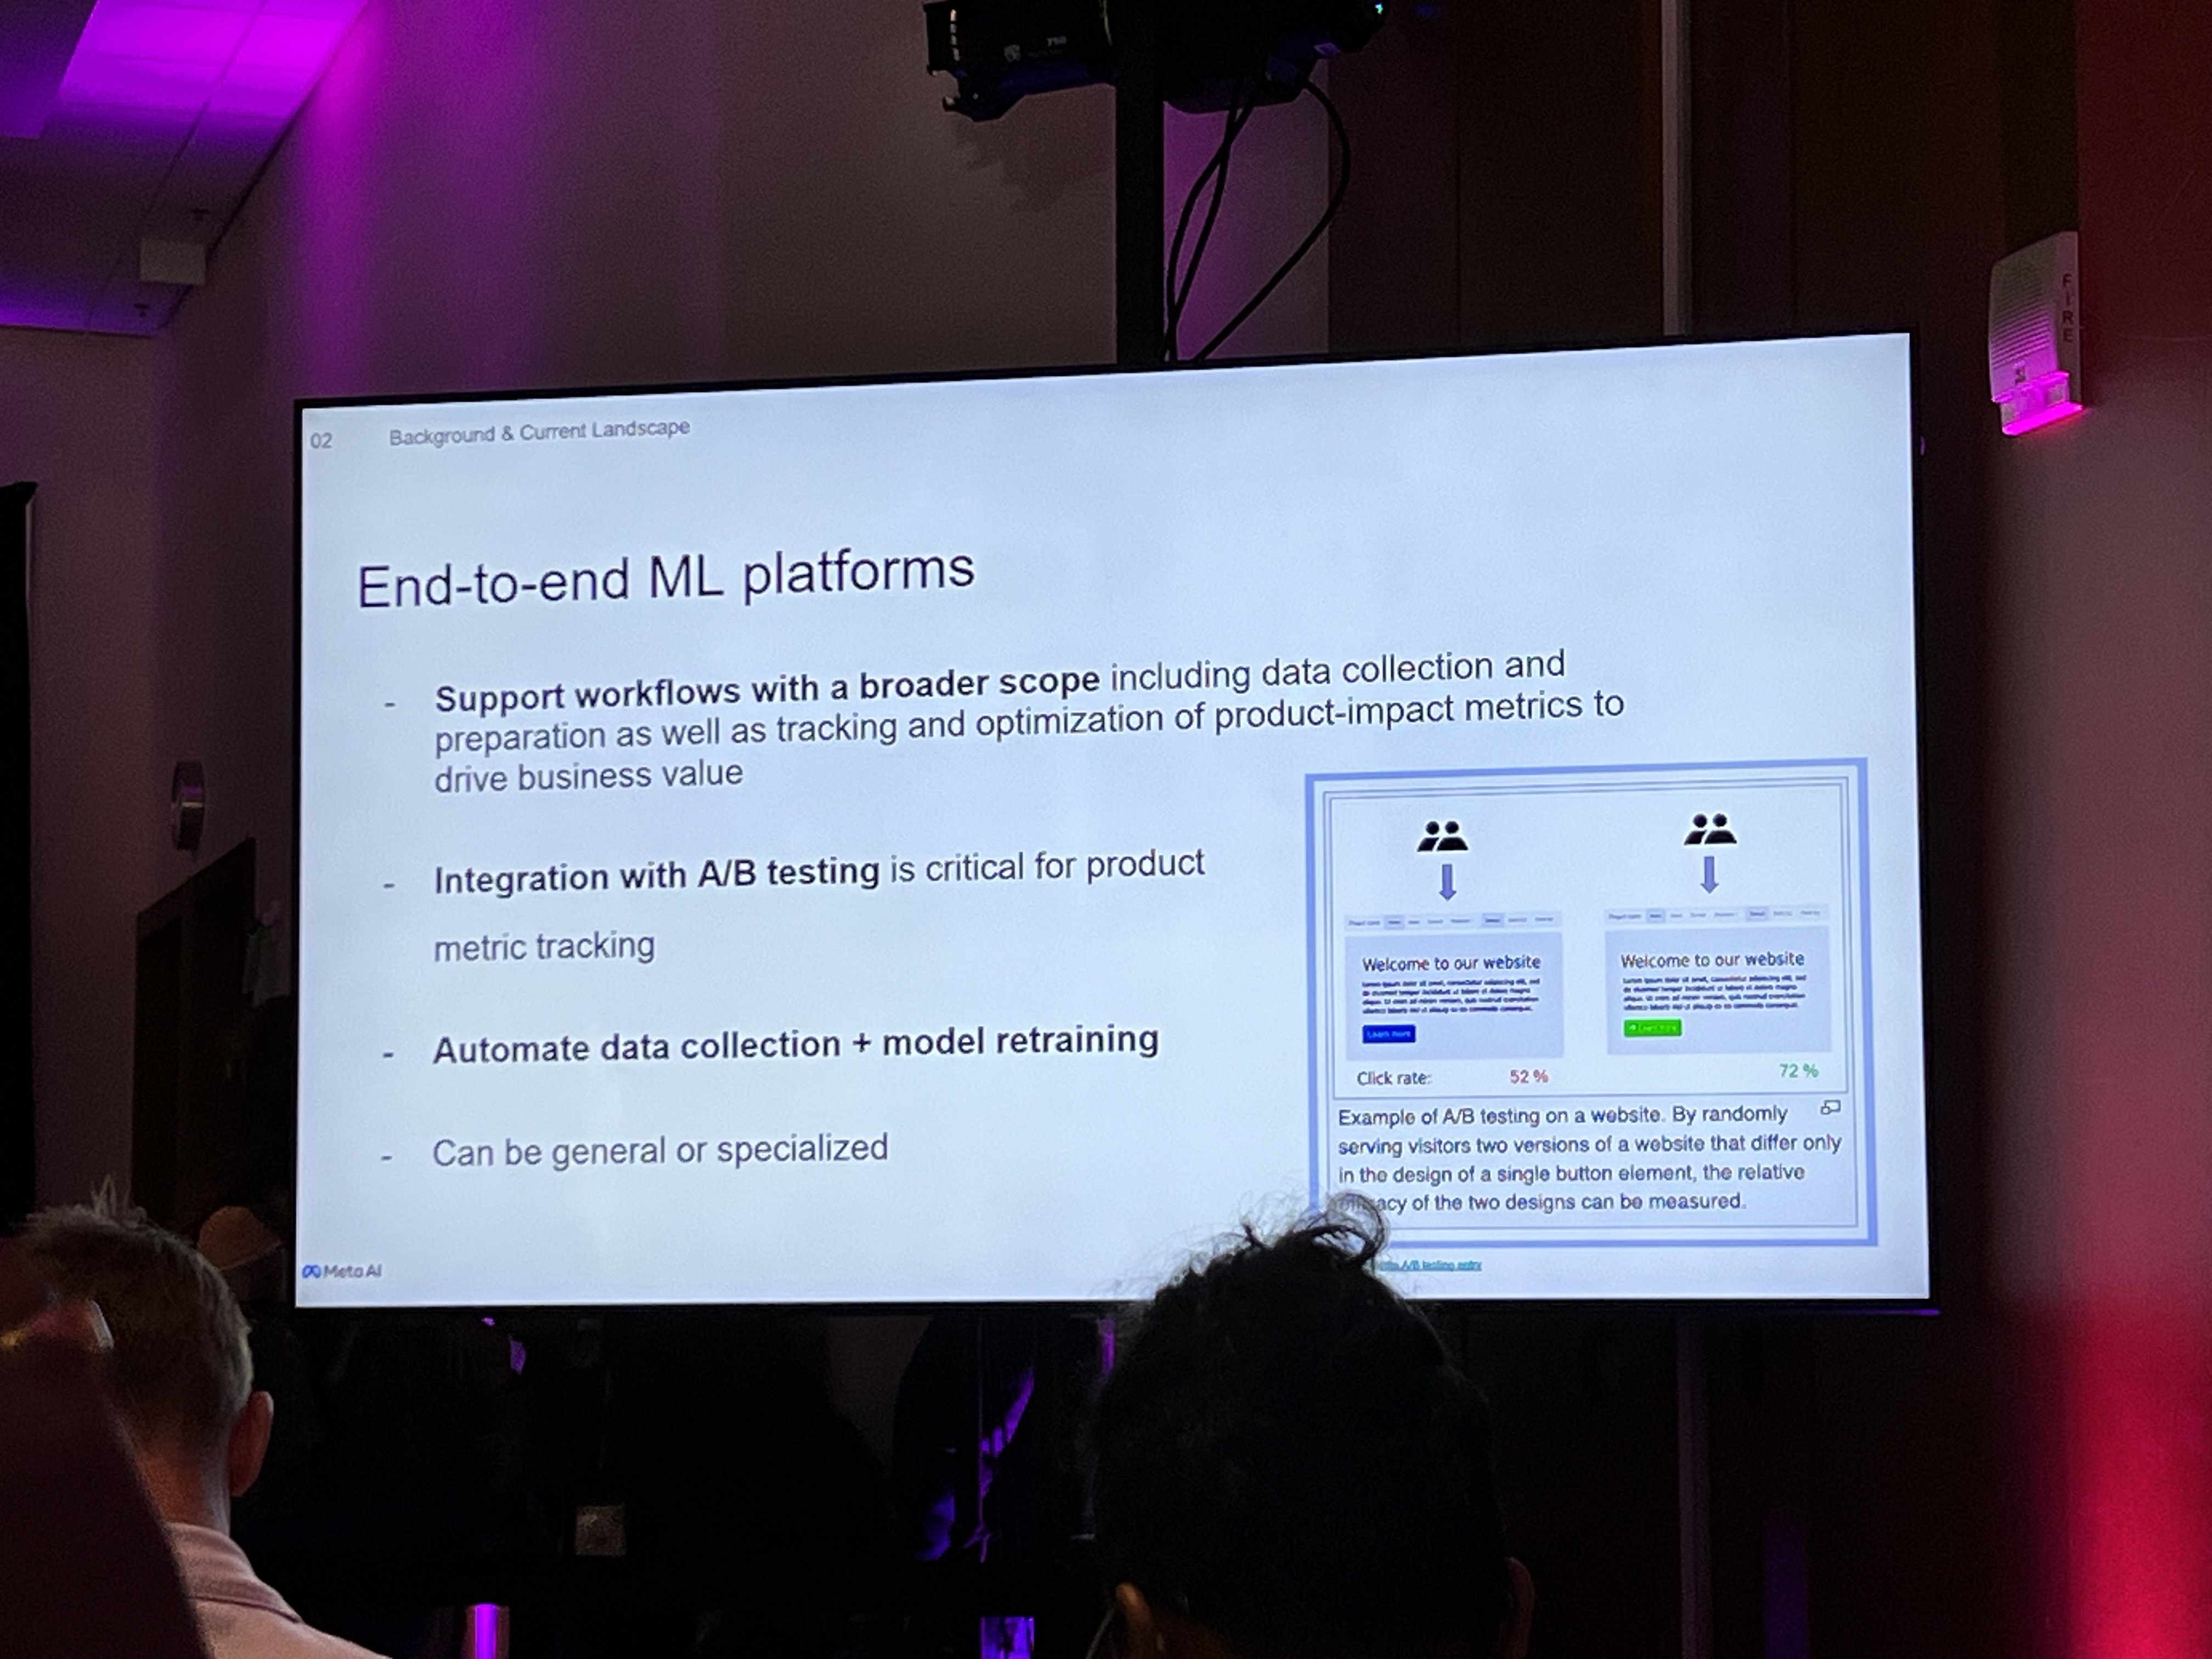 750
FIRE
02 Background & Current Landscape
End-to-end ML platforms
- Support workflows with a broader scope including data collection and
preparation as well as tracking and optimization of product-impact metrics to
drive business value
- Integration with A/B testing is critical for product
metric tracking
- Automate data collection + model retraining
- Can be general or specialized
Welcome to our website
Learn more
Welcome to our website
Learn more
Click rate: 52 % 72 %
Example of A/B testing on a website. By randomly
serving visitors two versions of a website that differ only
in the design of a single button element, the relative
of the two designs can be measured.
Meta AI
A/B testing entry